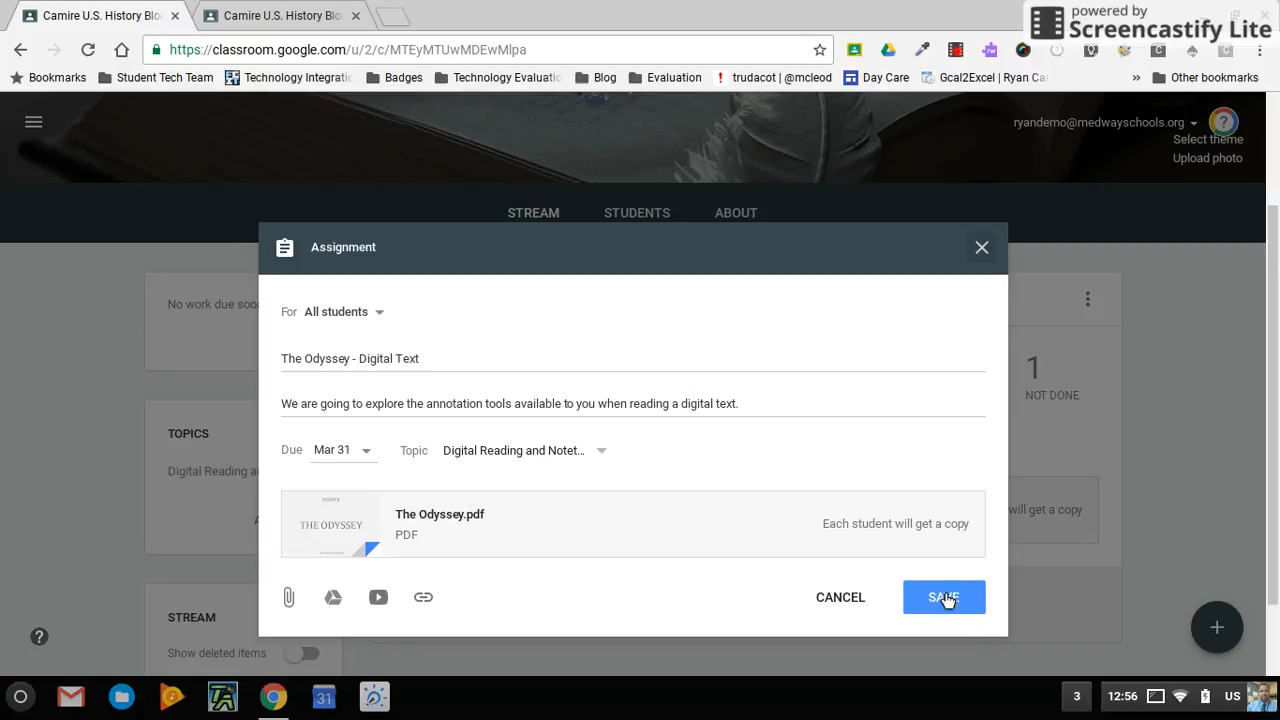 Camire U.S. History Blo
Camire U.S. History Blo
powered by
Screencastify Lite
https://classroom.google.com/u/2/c/MTEyMTUwMDEwMlpa
Bookmarks
Student Tech Team
Technology Integrati
Badges
Technology Evaluatio
Blog
Evaluation
trudacot | @mcleod
Day Care
Gcal2Excel | Ryan Ca
»
Other bookmarks
ryandemo@medwayschools.org
Select theme
Upload photo
STREAM
STUDENTS
ABOUT
Assignment
No work due soon
For All students
The Odyssey - Digital Text
1
NOT DONE
We are going to explore the annotation tools available to you when reading a digital text.
TOPICS
Due Mar 31 Topic Digital Reading and Notet...
Digital Reading a
HOMER
THE ODYSSEY
The Odyssey.pdf
PDF
Each student will get a copy
will get a copy
CANCEL
SAVE
STREAM
Show deleted items
31
3
12:56
US